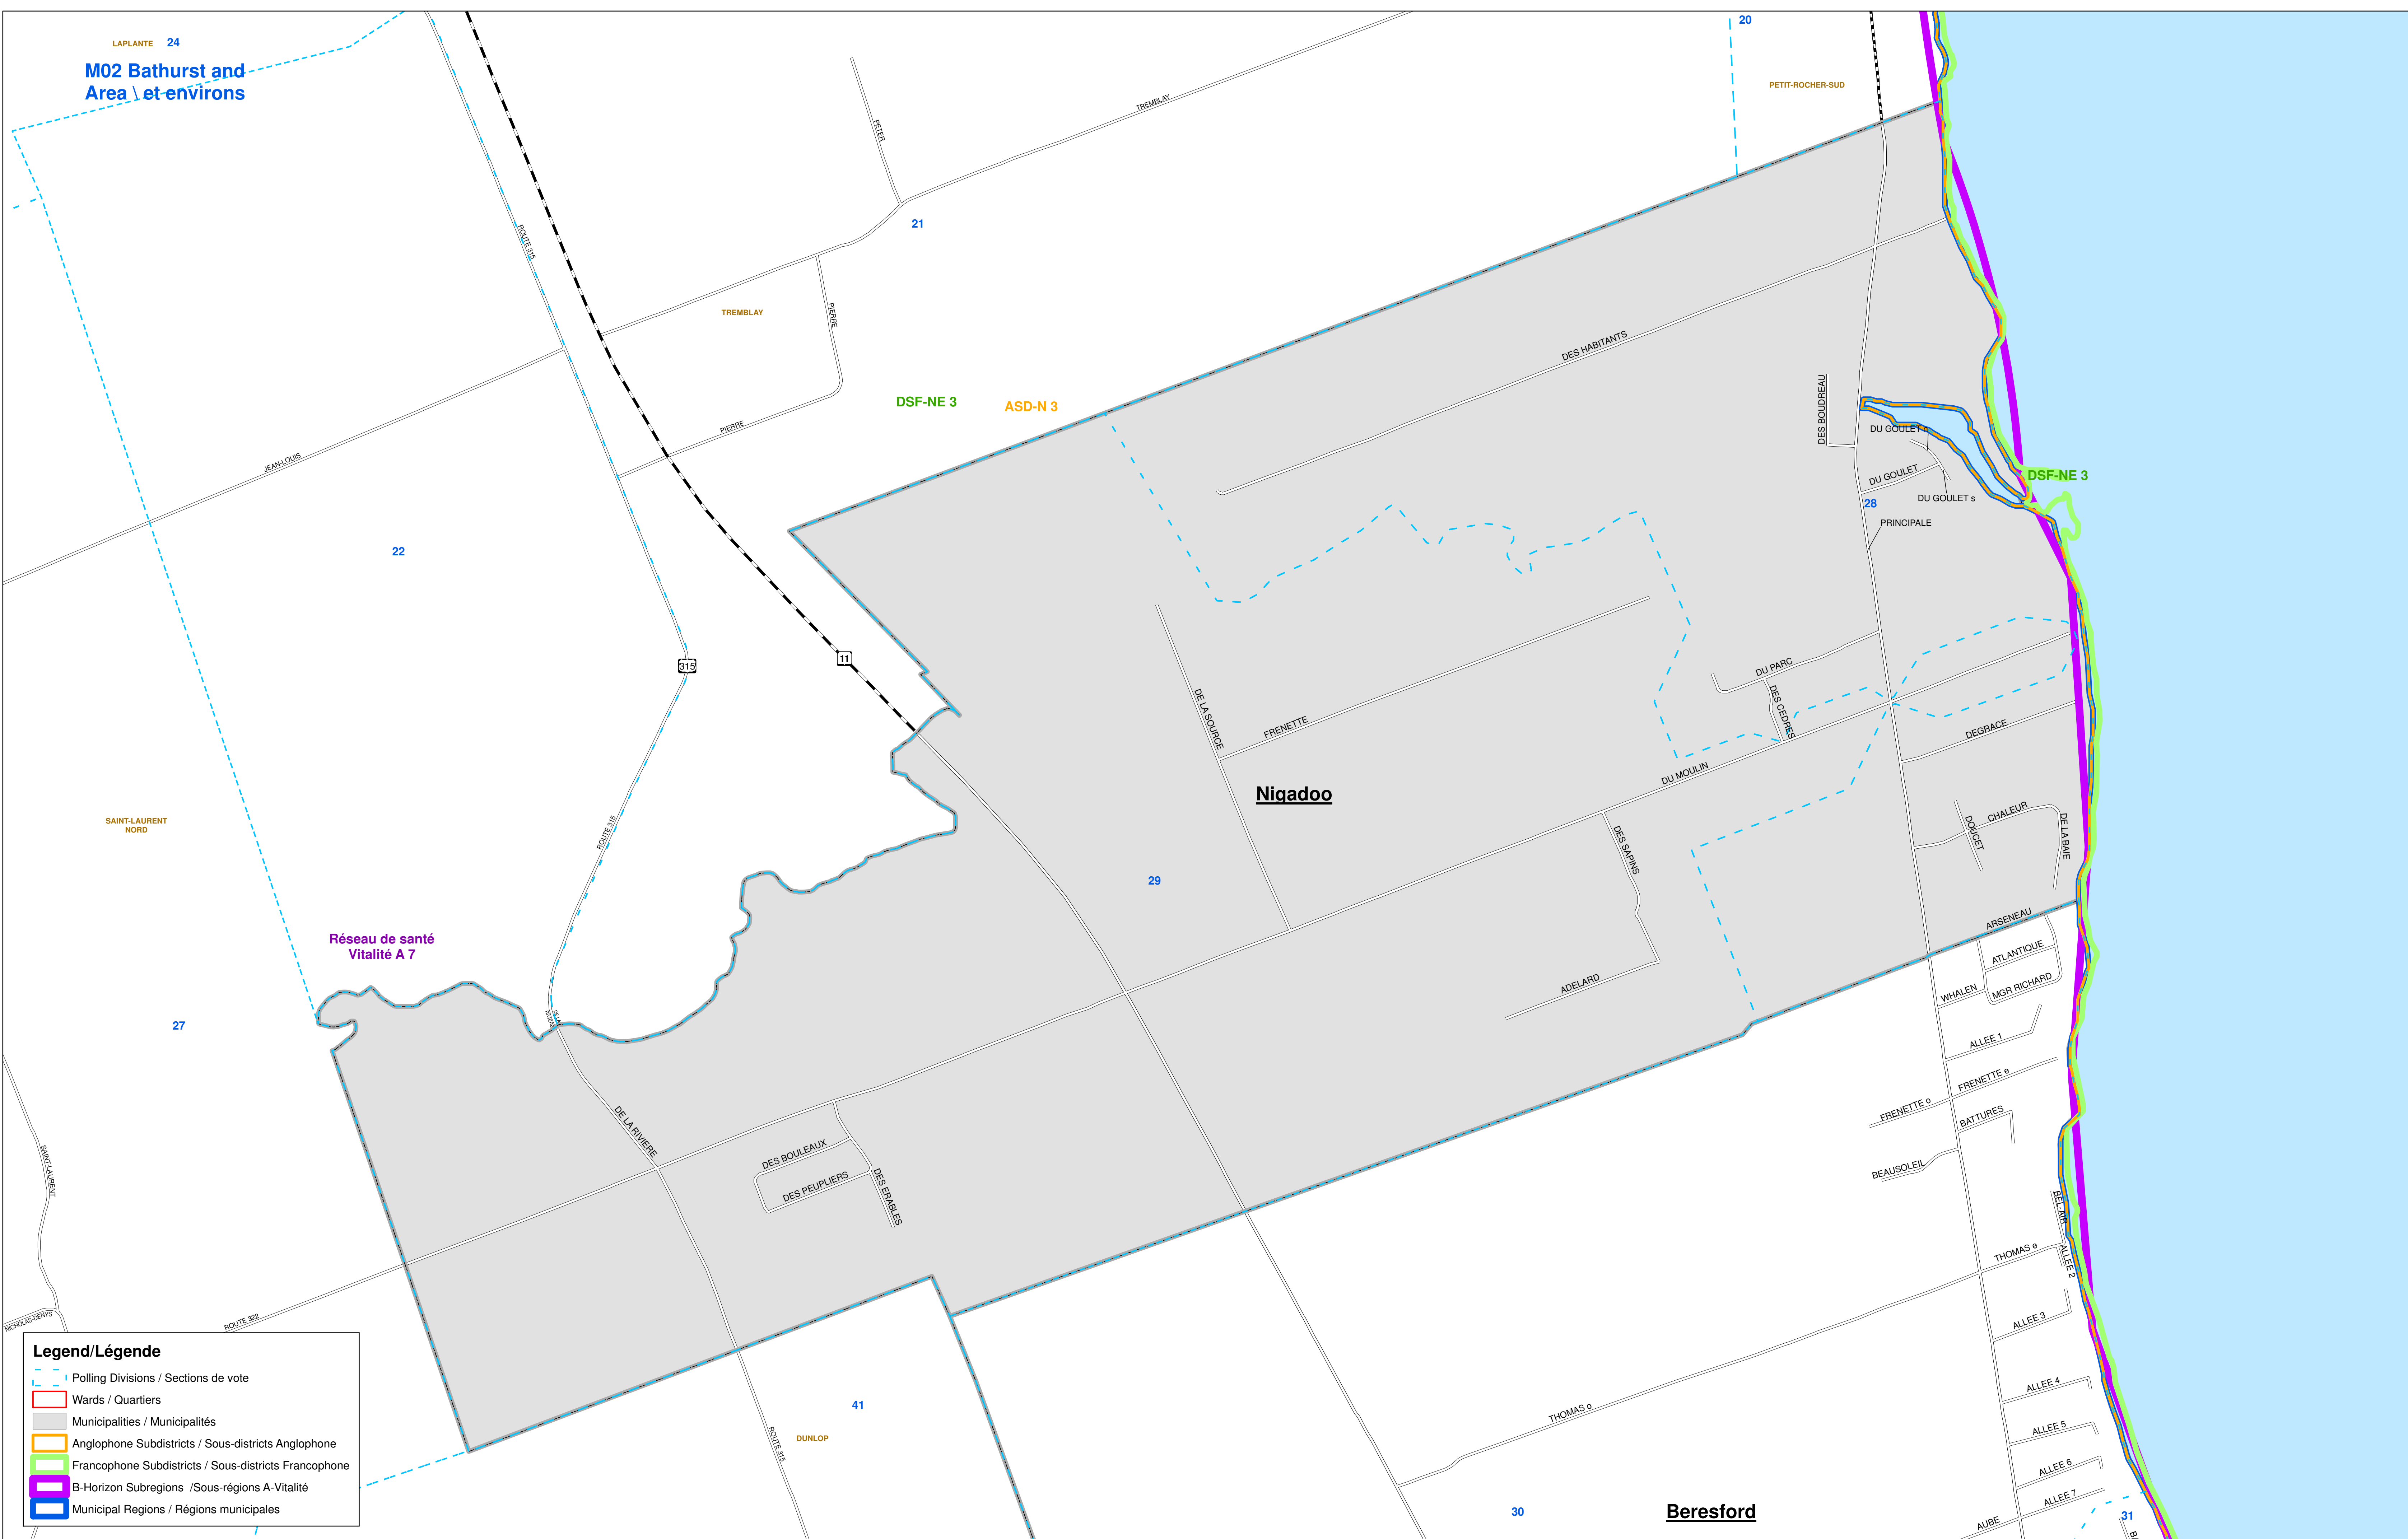 LAPLANTE 24
M02 Bathurst and
Area \ et environs
20
PETIT-ROCHER-SUD
PETER
TREMBLAY
ROUTE 315
21
TREMBLAY
PIERRE
DSF-NE 3
ASD-N 3
PIERRE
JEAN-LOUIS
22
DES HABITANTS
DES BOUDREAU
DU GOULET n
DU GOULET
DU GOULET s
DSF-NE 3
28
PRINCIPALE
315
11
DE LA SOURCE
FRENETTE
DU PARC
DES CEDRES
DU MOULIN
DEGRACE
Nigadoo
CHALEUR
DOUCET
DE LA BAIE
SAINT-LAURENT
NORD
ROUTE 315
DES SAPINS
29
ARSENEAU
Réseau de santé
Vitalité A 7
ATLANTIQUE
ADELARD
WHALEN
MGR RICHARD
27
DE LA
RIVIERE
ALLEE 1
FRENETTE e
FRENETTE o
BATTURES
DE LA RIVIERE
DES BOULEAUX
DES PEUPLIERS
DES ERABLES
BEAUSOLEIL
SAINT-LAURENT
BEL-AIR
THOMAS e
ALLEE 2
NICHOLAS-DENYS
ROUTE 322
ALLEE 3
ALLEE 4
41
DUNLOP
THOMAS o
ROUTE 315
ALLEE 5
ALLEE 6
ALLEE 7
30
Beresford
AUBE
31
BA
Legend/Légende
Polling Divisions / Sections de vote
Wards / Quartiers
Municipalities / Municipalités
Anglophone Subdistricts / Sous-districts Anglophone
Francophone Subdistricts / Sous-districts Francophone
B-Horizon Subregions /Sous-régions A-Vitalité
Municipal Regions / Régions municipales